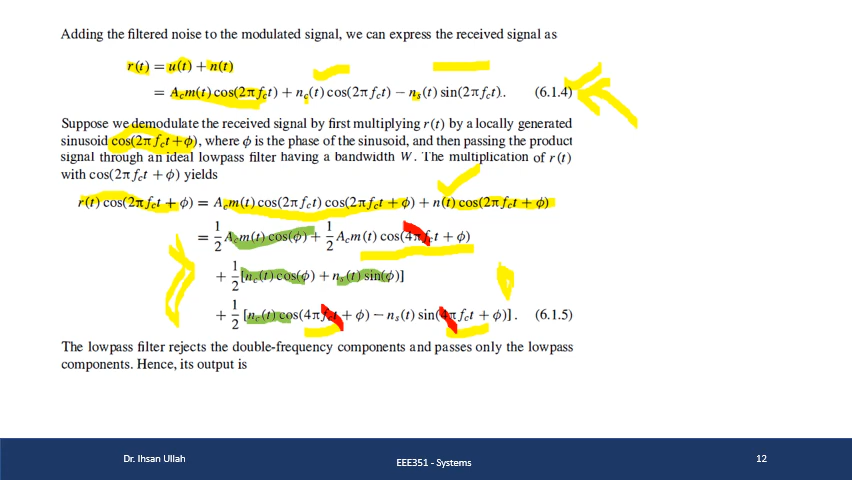 Adding the filtered noise to the modulated signal, we can express the received signal as
r(t) = u(t) + n(t)
= A_c m(t) cos(2πf_c t) + n_c(t) cos(2πf_c t) − n_s(t) sin(2πf_c t).. (6.1.4)
Suppose we demodulate the received signal by first multiplying r(t) by a locally generated
sinusoid cos(2πf_c t + ϕ), where ϕ is the phase of the sinusoid, and then passing the product
signal through an ideal lowpass filter having a bandwidth W. The multiplication of r(t)
with cos(2πf_c t + ϕ) yields
r(t) cos(2πf_c t + ϕ) = A_c m(t) cos(2πf_c t) cos(2πf_c t + ϕ) + n(t) cos(2πf_c t + ϕ)
= 1/2 A_c m(t) cos(ϕ) + 1/2 A_c m(t) cos(4πf_c t + ϕ)
+ 1/2 [n_c(t) cos(ϕ) + n_s(t) sin(ϕ)]
+ 1/2 [n_c(t) cos(4πf_c t + ϕ) − n_s(t) sin(4πf_c t + ϕ)]. (6.1.5)
The lowpass filter rejects the double-frequency components and passes only the lowpass
components. Hence, its output is
Dr. Ihsan Ullah
EEE351 - Systems
12